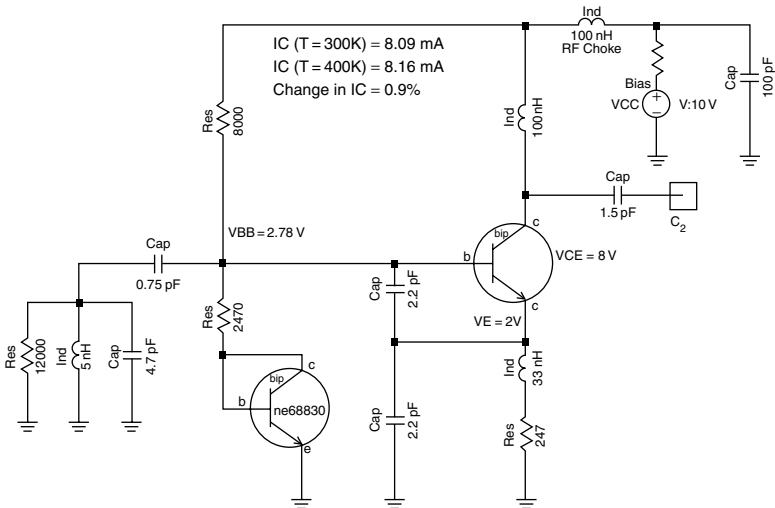 Ind
100 nH
RF Choke
IC (T = 300K) = 8.09 mA
IC (T = 400K) = 8.16 mA
Change in IC = 0.9%
Res
8000
Ind
100 nH
Bias
VCC
+
−
V:10 V
Cap
100 pF
Cap
1.5 pF
C2
VBB = 2.78 V
Cap
0.75 pF
b
bip
c
c
VCE = 8 V
VE = 2V
Cap
2.2 pF
Res
2470
Res
12000
Ind
5 nH
Cap
4.7 pF
b
bip
c
ne68830
e
Cap
2.2 pF
Ind
33 nH
Res
247